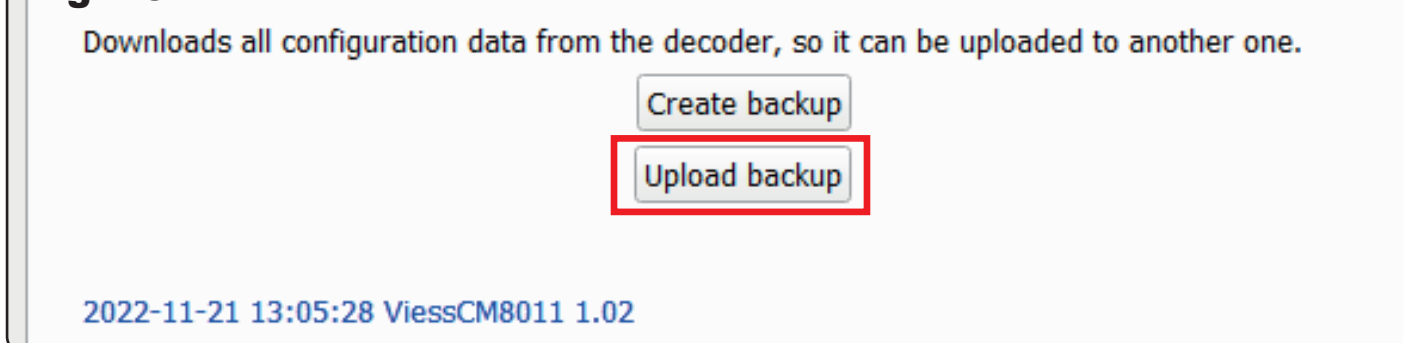 Downloads all configuration data from the decoder, so it can be uploaded to another one.
Create backup
Upload backup
2022-11-21 13:05:28 ViessCM8011 1.02